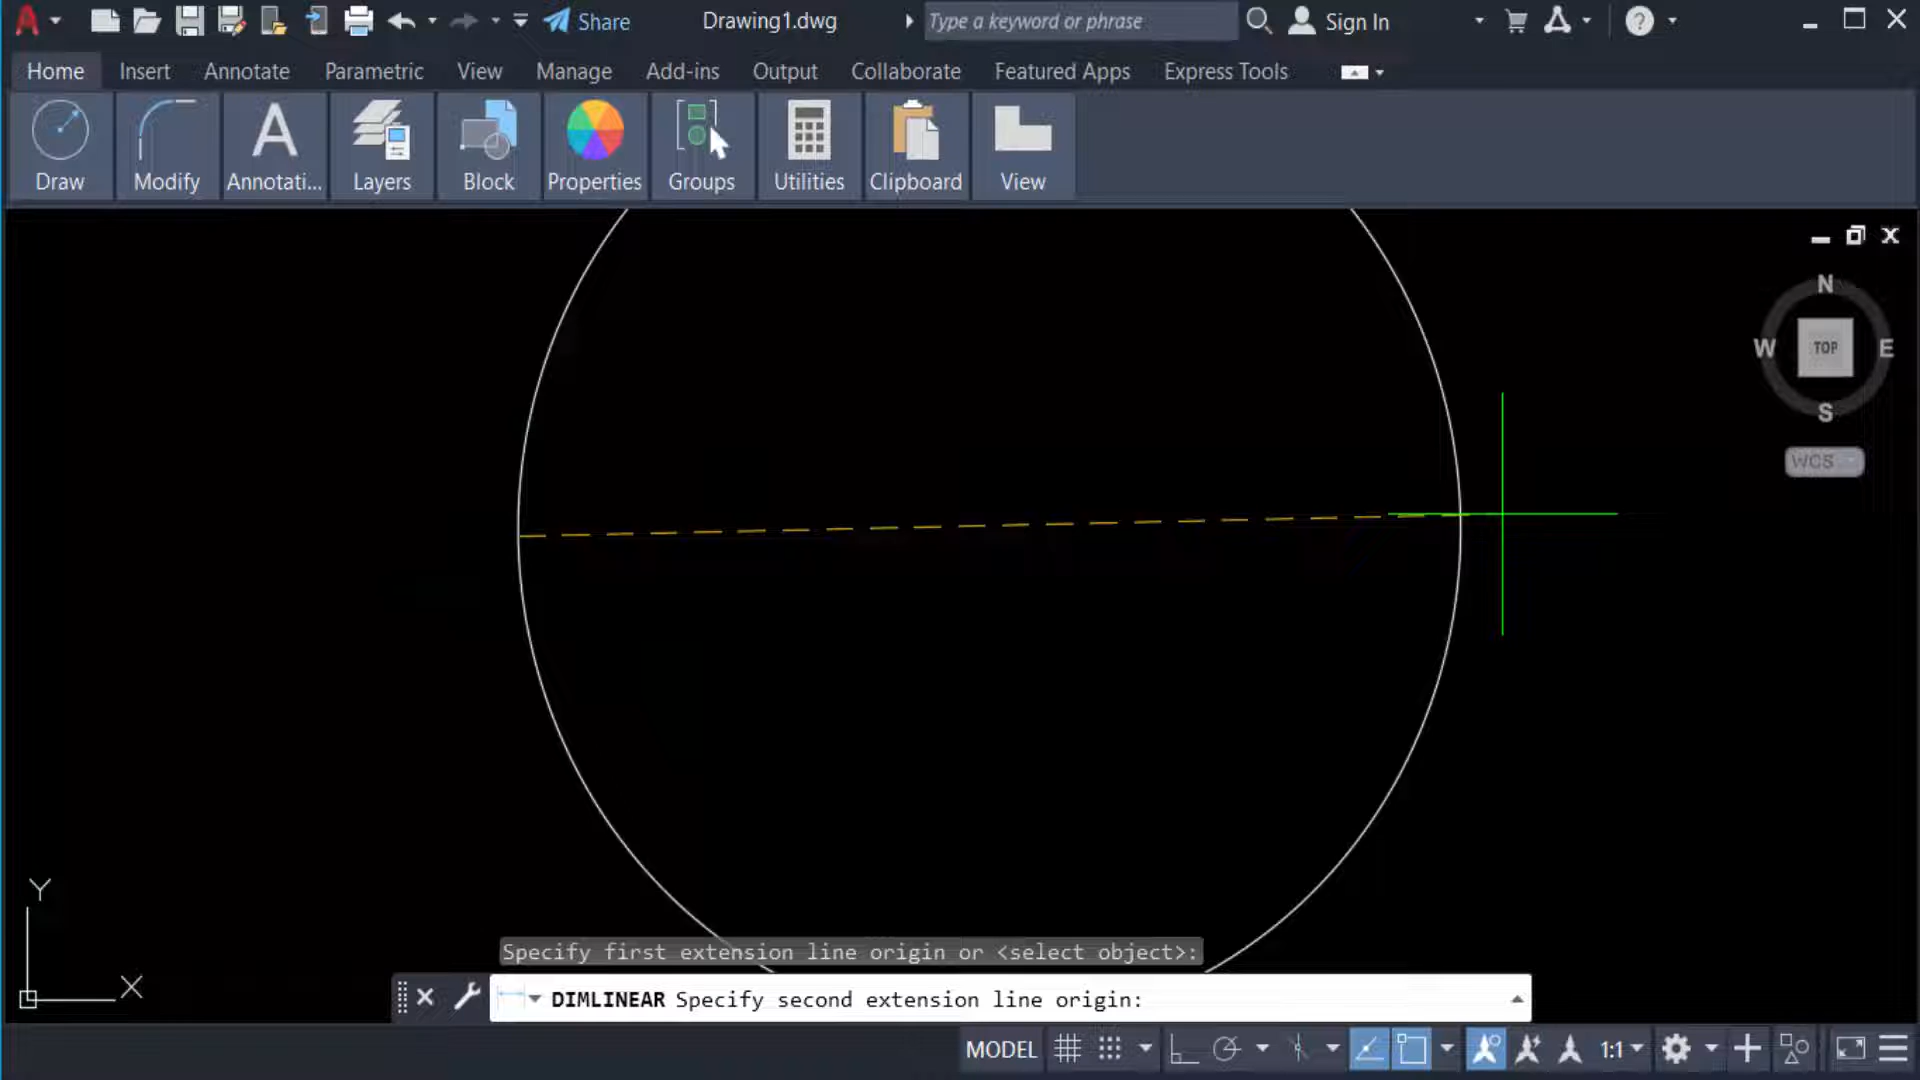 Share
Drawing1.dwg
Type a keyword or phrase
Sign In
Home
Insert
Annotate
Parametric
View
Manage
Add-ins
Output
Collaborate
Featured Apps
Express Tools
Draw
Modify
Annotati...
Layers
Block
Properties
Groups
Utilities
Clipboard
View
N
W
TOP
E
S
WCS
Y
X
Specify first extension line origin or <select object>:
DIMLINEAR Specify second extension line origin:
MODEL
1:1